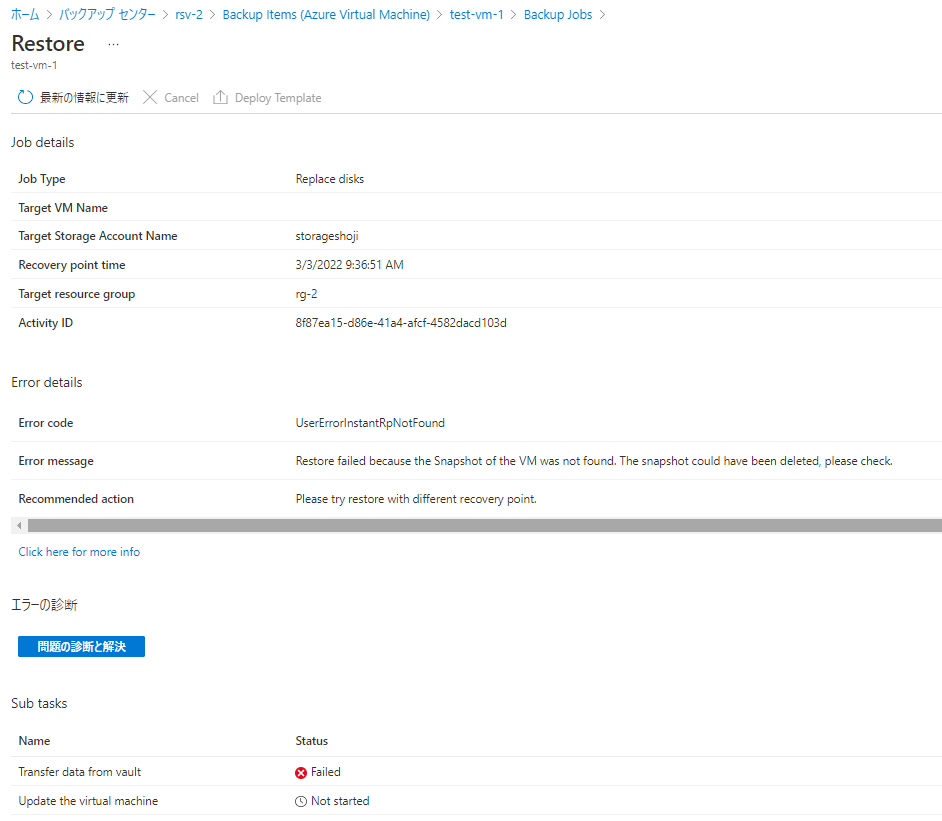 ホーム > バックアップ センター > rsv-2 > Backup Items (Azure Virtual Machine) > test-vm-1 > Backup Jobs >
Restore ...
test-vm-1
最新の情報に更新 Cancel Deploy Template
Job details
Job Type Replace disks
Target VM Name
Target Storage Account Name storageshoji
Recovery point time 3/3/2022 9:36:51 AM
Target resource group rg-2
Activity ID 8f87ea15-d86e-41a4-afcf-4582dacd103d
Error details
Error code UserErrorInstantRpNotFound
Error message Restore failed because the Snapshot of the VM was not found. The snapshot could have been deleted, please check.
Recommended action Please try restore with different recovery point.
Click here for more info
エラーの診断
問題の診断と解決
Sub tasks
Name Status
Transfer data from vault Failed
Update the virtual machine Not started